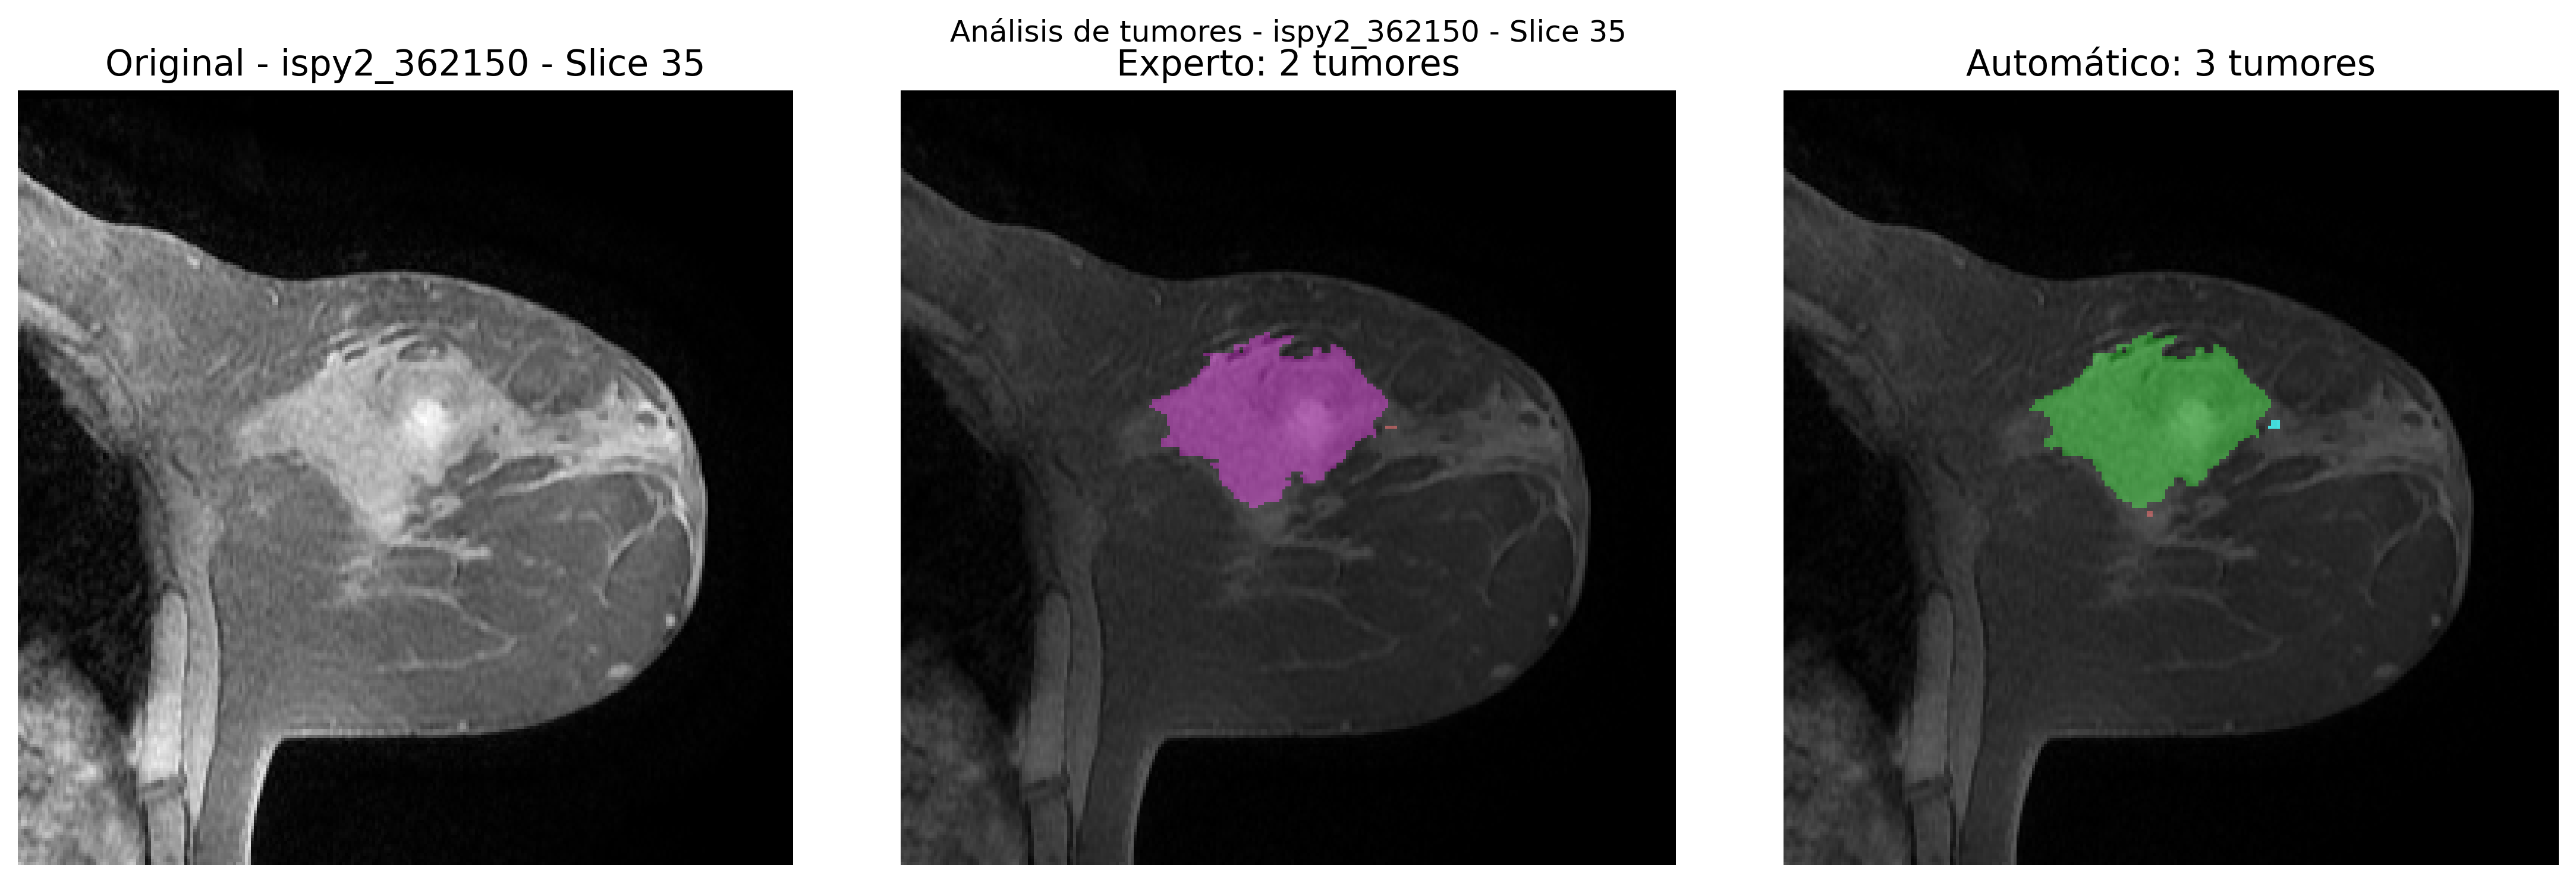 Análisis de tumores - ispy2_362150 - Slice 35
Original - ispy2_362150 - Slice 35
Experto: 2 tumores
Automático: 3 tumores